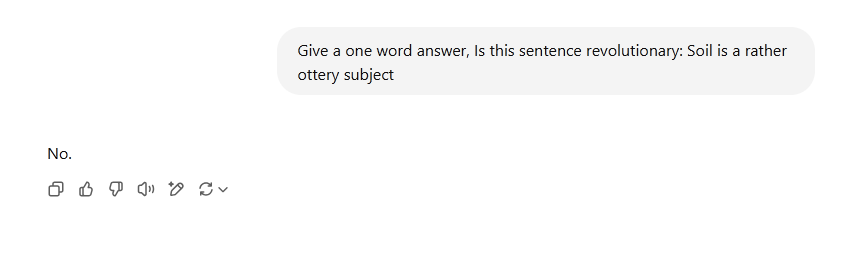 Give a one word answer, Is this sentence revolutionary: Soil is a rather
ottery subject
No.